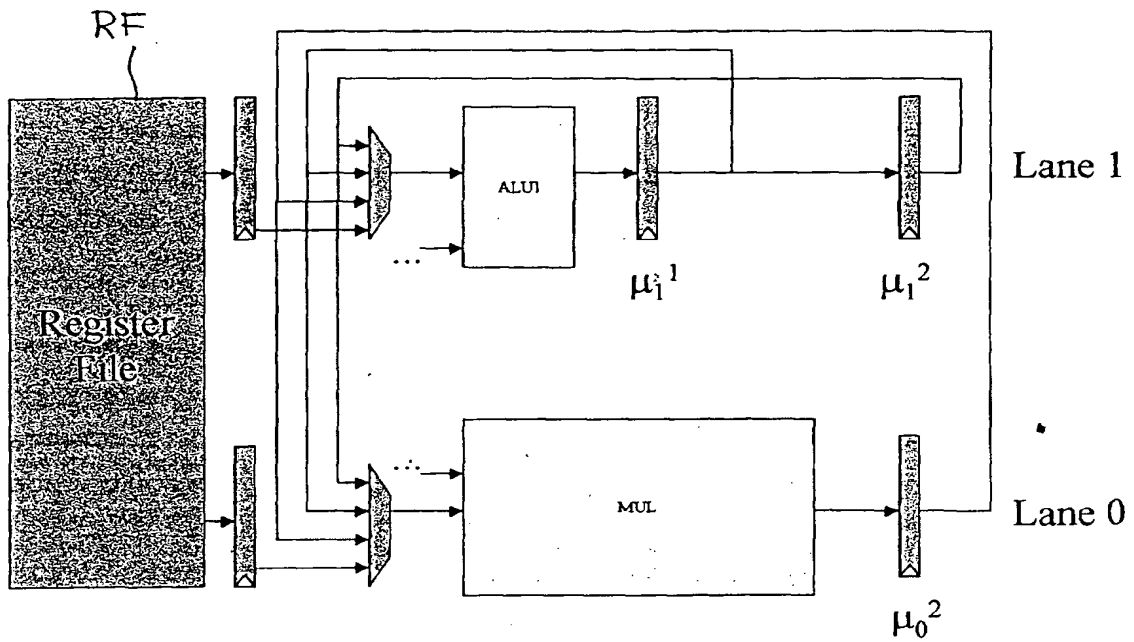 RF
Lane 1
ALU1
...
μ₁¹
μ₁²
Register
File
...
MUL
Lane 0
μ₀²